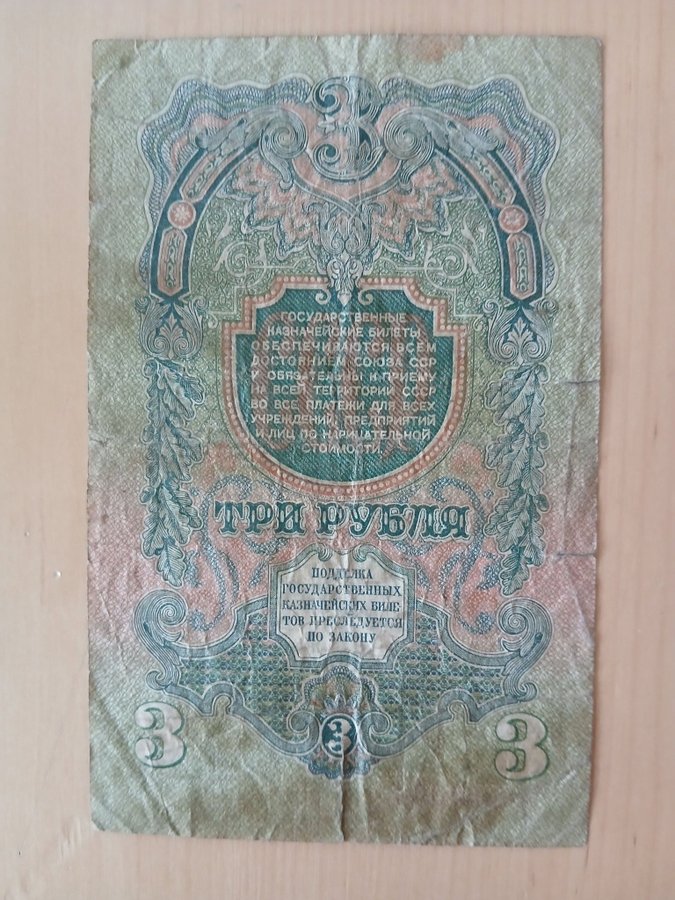 3
ГОСУДАРСТВЕННЫЕ
КАЗНАЧЕЙСКИЕ БИЛЕТЫ
ОБЕСПЕЧИВАЮТСЯ ВСЕМ
ДОСТОЯНИЕМ СОЮЗА ССР
И ОБЯЗАТЕЛЬНЫ К ПРИЕМУ
НА ВСЕЙ ТЕРРИТОРИИ СССР
ВО ВСЕ ПЛАТЕЖИ ДЛЯ ВСЕХ
УЧРЕЖДЕНИЙ, ПРЕДПРИЯТИЙ
И ЛИЦ ПО НАРИЦАТЕЛЬНОЙ
СТОИМОСТИ.
ТРИ РУБЛЯ
ПОДДЕЛКА
ГОСУДАРСТВЕННЫХ
КАЗНАЧЕЙСКИХ БИЛЕ-
ТОВ ПРЕСЛЕДУЕТСЯ
ПО ЗАКОНУ
3 3 3